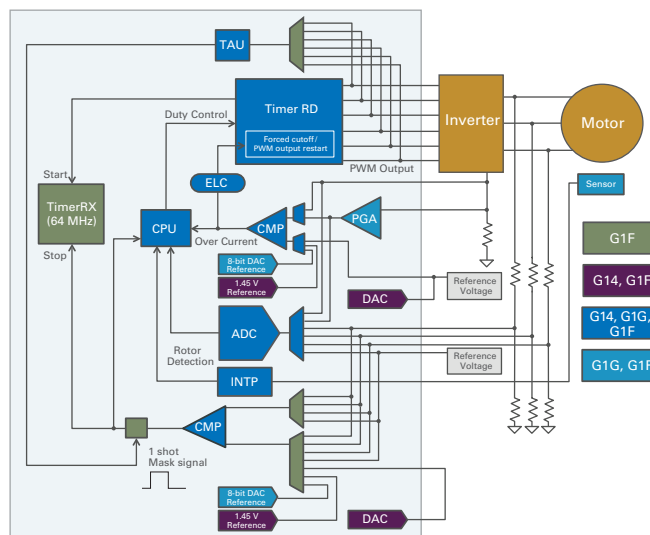 TAU
Timer RD
Duty Control
Forced cutoff/
PWM output restart
Inverter
Motor
PWM Output
Start
ELC
Sensor
TimerRX
(64 MHz)
CPU
CMP
PGA
Over Current
Stop
8-bit DAC
Reference
1.45 V
Reference
DAC
Reference
Voltage
G1F
G14, G1F
G14, G1G,
G1F
G1G, G1F
ADC
Rotor
Detection
INTP
Reference
Voltage
CMP
1 shot
Mask signal
8-bit DAC
Reference
1.45 V
Reference
DAC